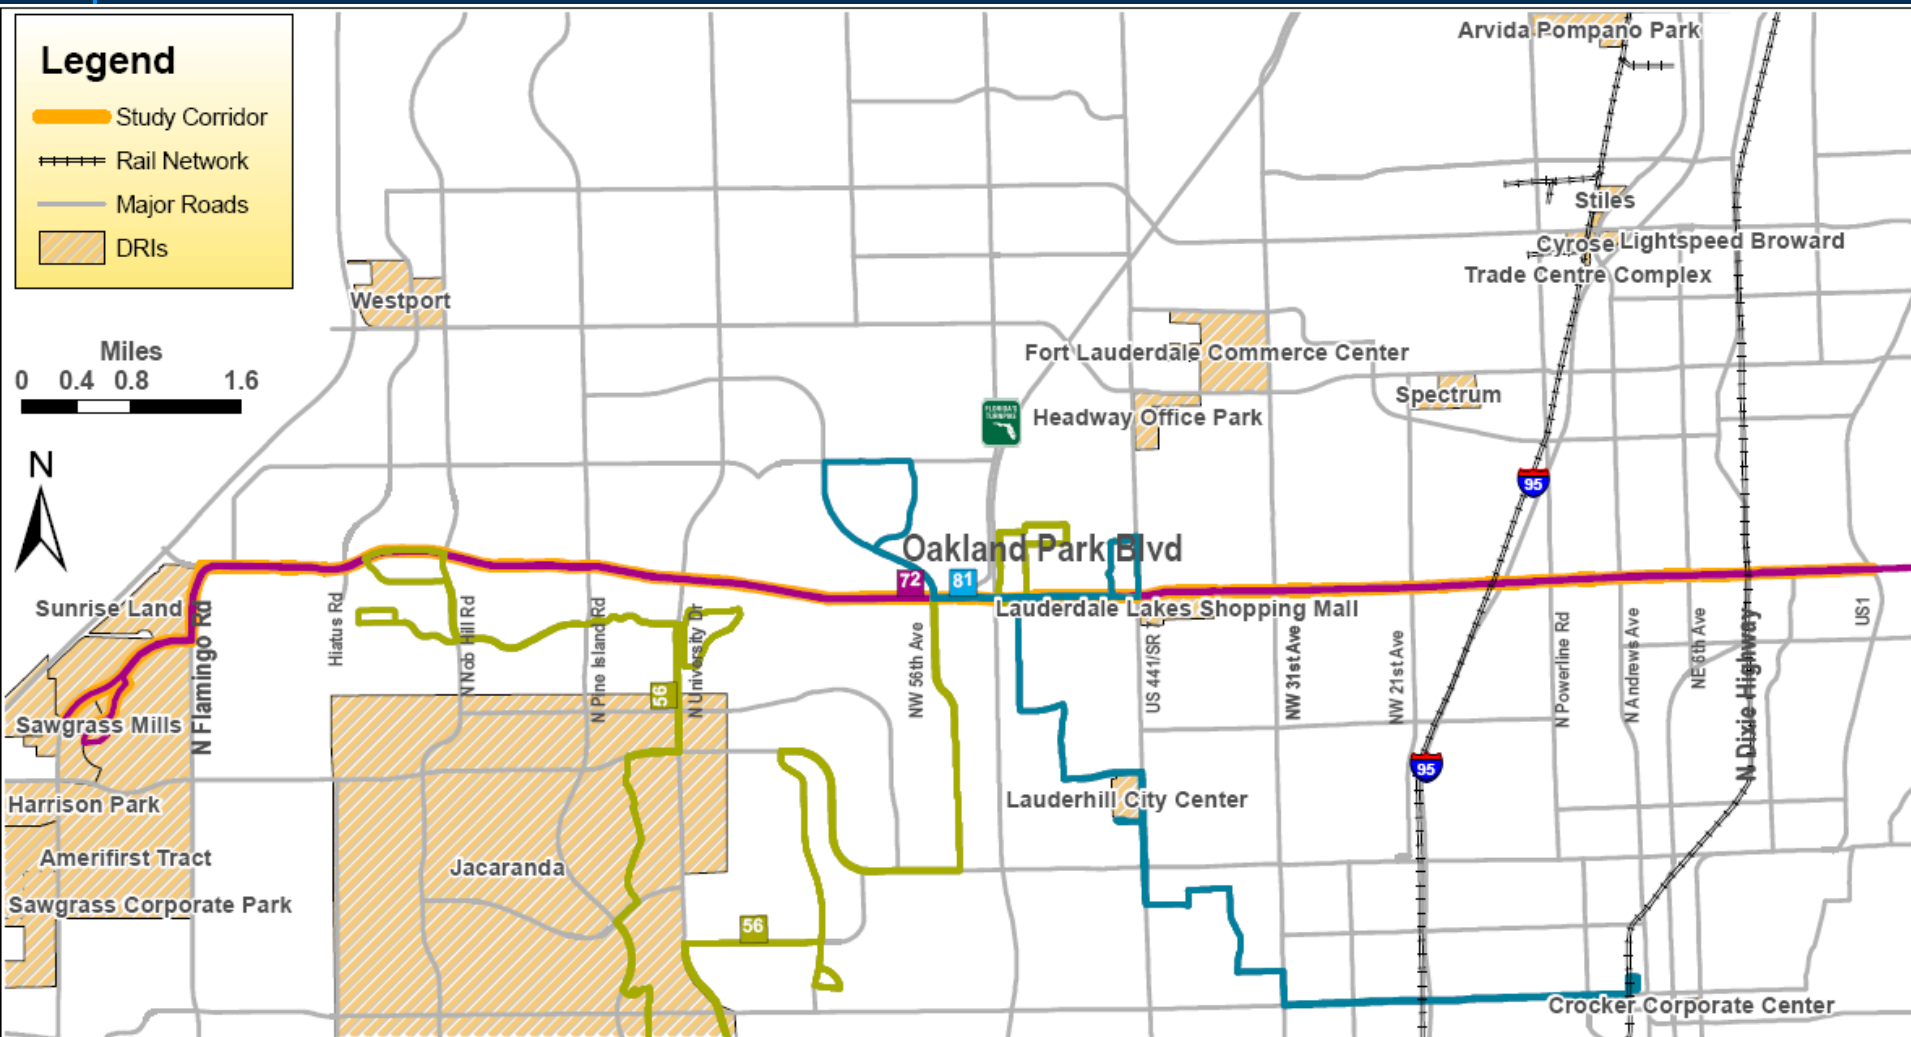 Legend
Study Corridor
Rail Network
Major Roads
DRIs
Miles
0 0.4 0.8 1.6
N
Arvida Pompano Park
Stiles
Cyrose Lightspeed Broward
Trade Centre Complex
Westport
Fort Lauderdale Commerce Center
Spectrum
FLORIDA'S
TURNPIKE
Headway Office Park
95
Oakland Park Blvd
72
81
Sunrise Land
Lauderdale Lakes Shopping Mall
N Flamingo Rd
Hiatus Rd
N Nob Hill Rd
N Pine Island Rd
N University Dr
NW 56th Ave
US 441/SR 7
NW 31st Ave
NW 21st Ave
N Powerline Rd
N Andrews Ave
NE 6th Ave
N Dixie Highway
US1
56
Sawgrass Mills
95
Harrison Park
Lauderhill City Center
Amerifirst Tract
Jacaranda
Sawgrass Corporate Park
56
Crocker Corporate Center